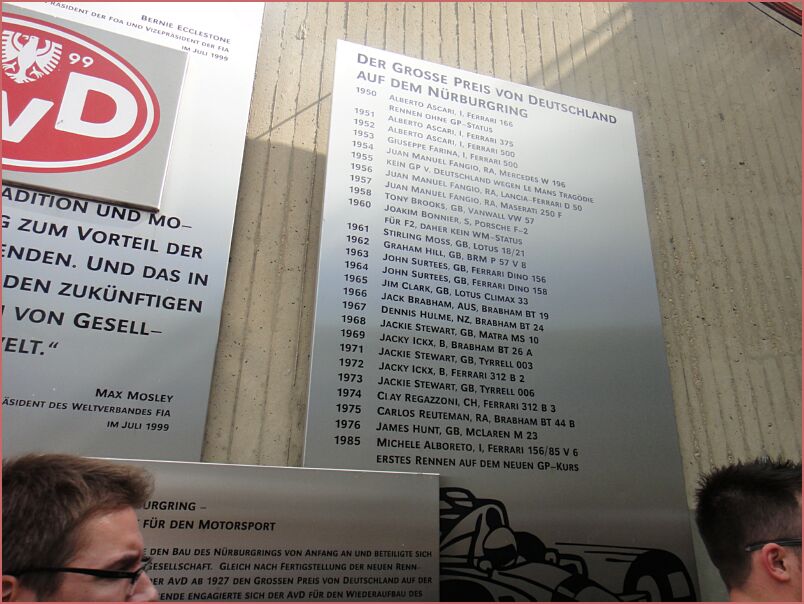 Bernie Ecclestone
räsident der FOA und Vizepräsident der FIA
im Juli 1999
99
AvD
adition und Mo–
g zum Vorteil der
enden. Und das in
den zukünftigen
n von Gesell–
elt.“
Max Mosley
äsident des Weltverbandes FIA
im Juli 1999
Der Grosse Preis von Deutschland
auf dem Nürburgring
1950 Alberto Ascari, I, Ferrari 166
Rennen ohne GP–Status
1951 Alberto Ascari, I, Ferrari 375
1952 Alberto Ascari, I, Ferrari 500
1953 Giuseppe Farina, I, Ferrari 500
1954 Juan Manuel Fangio, RA, Mercedes W 196
1955 kein GP v. Deutschland wegen Le Mans Tragödie
1956 Juan Manuel Fangio, RA, Lancia–Ferrari D 50
1957 Juan Manuel Fangio, RA, Maserati 250 F
1958 Tony Brooks, GB, Vanwall VW 57
1960 Joakim Bonnier, S, Porsche F–2
für F2, daher kein WM–Status
1961 Stirling Moss, GB, Lotus 18/21
1962 Graham Hill, GB, BRM P 57 V 8
1963 John Surtees, GB, Ferrari Dino 156
1964 John Surtees, GB, Ferrari Dino 158
1965 Jim Clark, GB, Lotus Climax 33
1966 Jack Brabham, AUS, Brabham BT 19
1967 Dennis Hulme, NZ, Brabham BT 24
1968 Jackie Stewart, GB, Matra MS 10
1969 Jacky Ickx, B, Brabham BT 26 A
1971 Jackie Stewart, GB, Tyrrell 003
1972 Jacky Ickx, B, Ferrari 312 B 2
1973 Jackie Stewart, GB, Tyrrell 006
1974 Clay Regazzoni, CH, Ferrari 312 B 3
1975 Carlos Reuteman, RA, Brabham BT 44 B
1976 James Hunt, GB, McLaren M 23
1985 Michele Alboreto, I, Ferrari 156/85 V 6
erstes Rennen auf dem neuen GP–Kurs
burgring –
für den Motorsport
e den Bau des Nürburgrings von Anfang an und beteiligte sich
gesellschaft. Gleich nach Fertigstellung der neuen Renn–
der AvD ab 1927 den Grossen Preis von Deutschland auf der
ende engagierte sich der AvD für den Wiederaufbau des